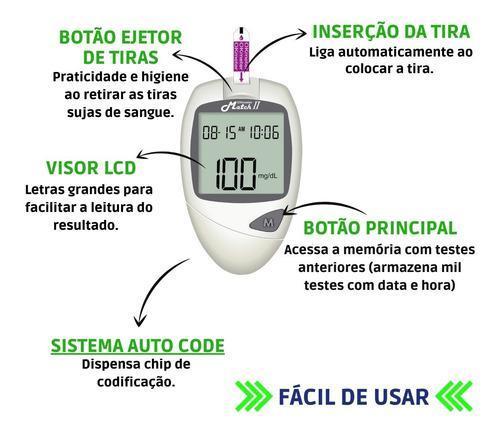 BOTÃO EJETOR
DE TIRAS
Praticidade e higiene
ao retirar as tiras
sujas de sangue.
INSERÇÃO DA TIRA
Liga automaticamente ao
colocar a tira.
Match II
08-15 AM 10:06
100 mg/dL
M
VISOR LCD
Letras grandes para
facilitar a leitura do
resultado.
BOTÃO PRINCIPAL
Acessa a memória com testes
anteriores (armazena mil
testes com data e hora)
SISTEMA AUTO CODE
Dispensa chip de
codificação.
FÁCIL DE USAR